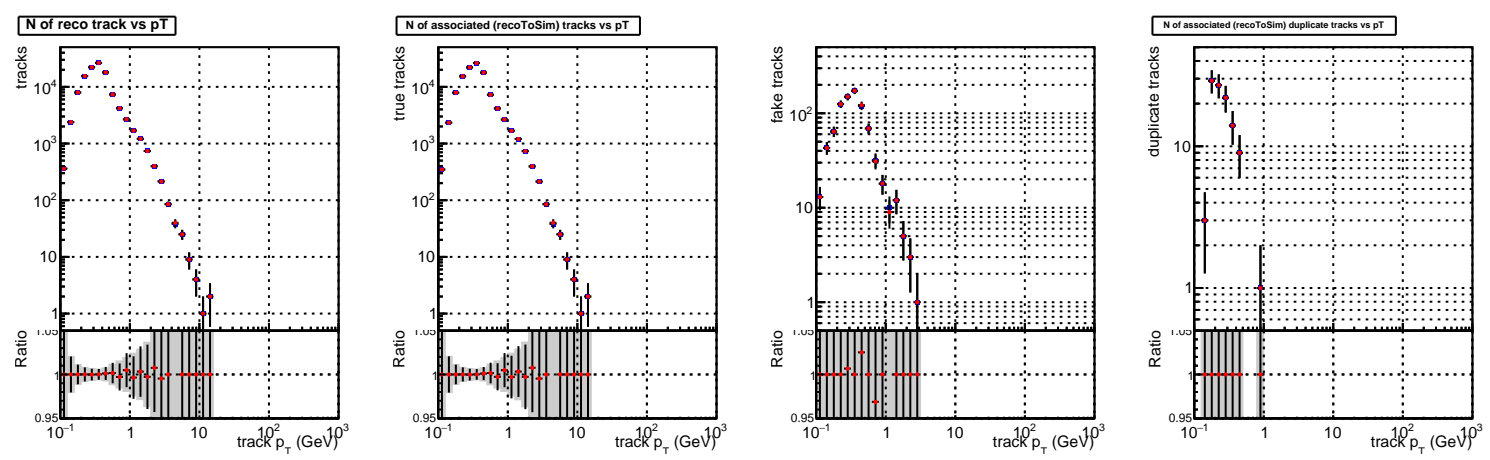 N of reco track vs pT
tracks
10^4
10^3
10^2
10
1
Ratio
1.05
1
0.95
10^-1 1 10 10^2 10^3
track p_T (GeV)
N of associated (recoToSim) tracks vs pT
true tracks
10^4
10^3
10^2
10
1
Ratio
1.05
1
0.95
10^-1 1 10 10^2 10^3
track p_T (GeV)
fake tracks
10^2
10
1
Ratio
1.05
1
0.95
10^-1 1 10 10^2 10^3
track p_T (GeV)
N of associated (recoToSim) duplicate tracks vs pT
duplicate tracks
10
1
Ratio
1.05
1
0.95
10^-1 1 10 10^2 10^3
track p_T (GeV)